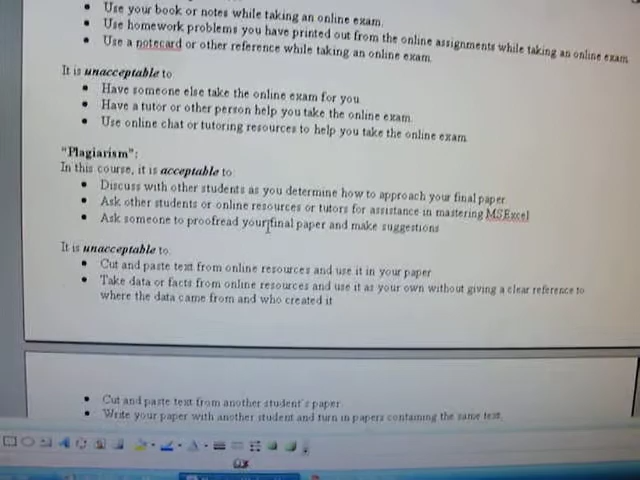 Use your book or notes while taking an online exam.
Use homework problems you have printed out from the online assignments while taking an online exam
Use a notecard or other reference while taking an online exam
It is unacceptable to
Have someone else take the online exam for you
Have a tutor or other person help you take the online exam.
Use online chat or tutoring resources to help you take the online exam
"Plagiarism":
In this course, it is acceptable to:
Discuss with other students as you determine how to approach your final paper
Ask other students or online resources or tutors for assistance in mastering MSExcel
Ask someone to proofread your final paper and make suggestions
It is unacceptable to.
Cut and paste text from online resources and use it in your paper
Take data or facts from online resources and use it as your own without giving a clear reference to
where the data came from and who created it
Cut and paste text from another student's paper.
Write your paper with another student and turn in papers containing the same text.